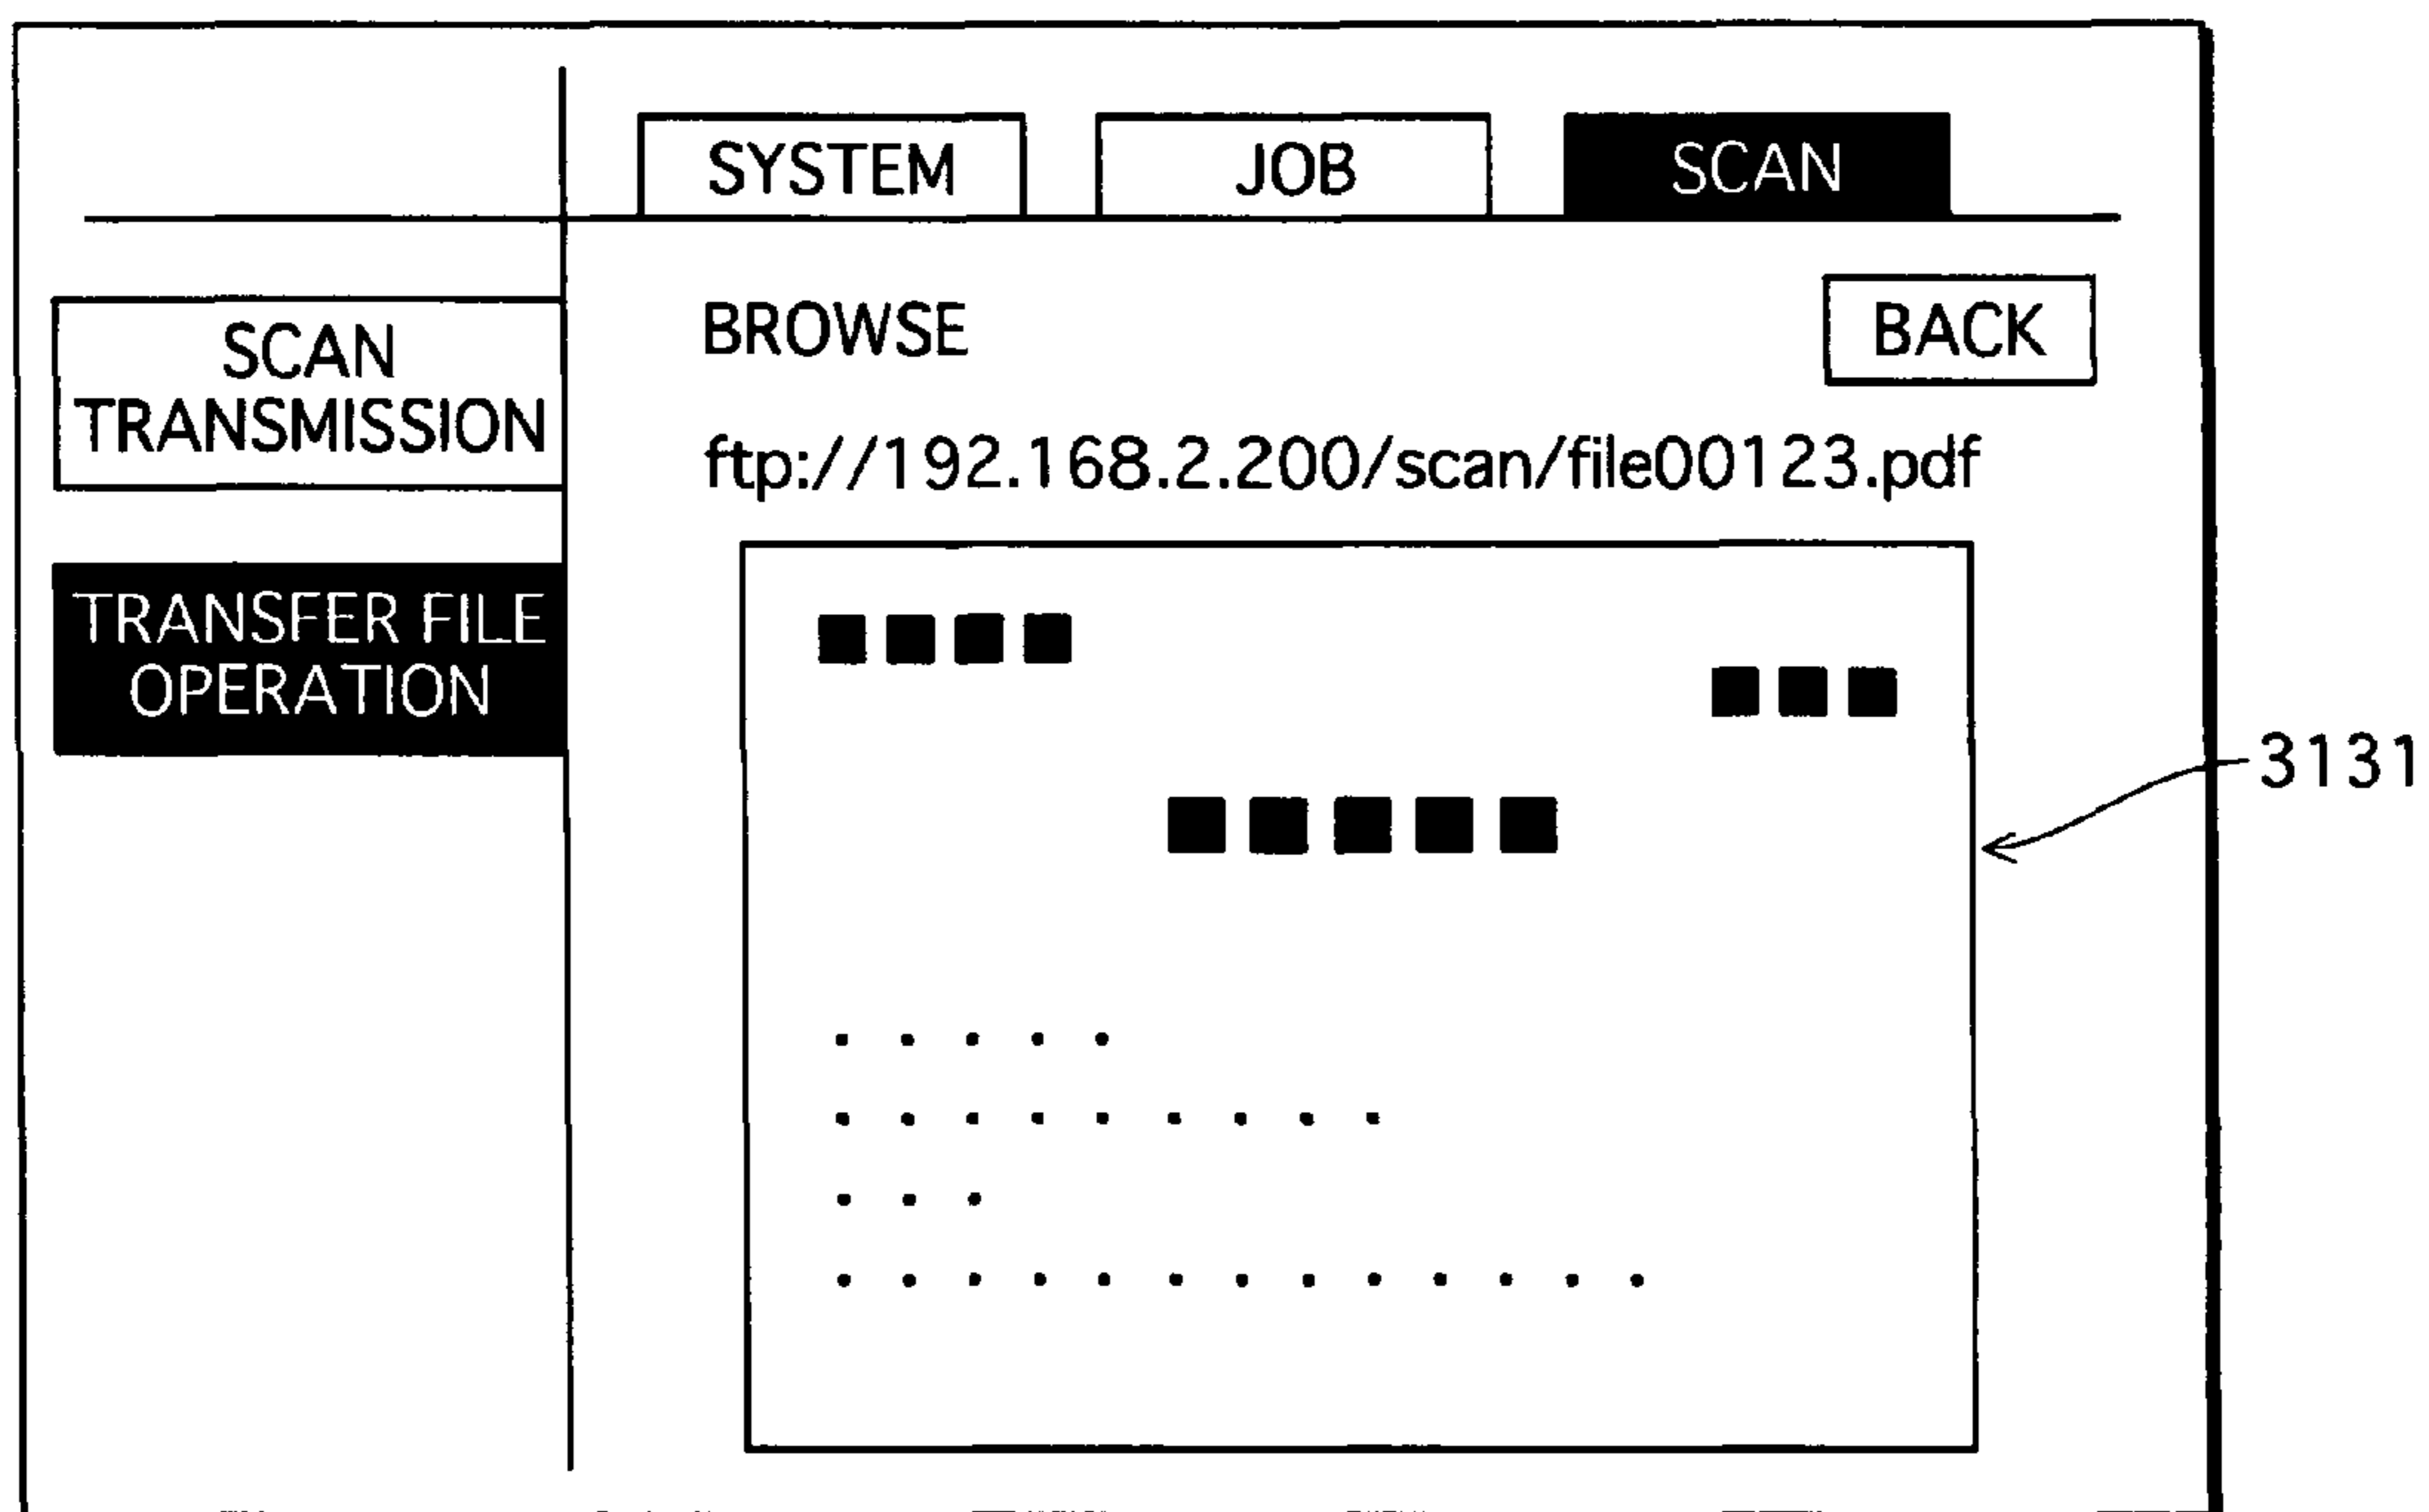 SYSTEM
JOB
SCAN
SCAN
TRANSMISSION
TRANSFER FILE
OPERATION
BROWSE
BACK
ftp://192.168.2.200/scan/file00123.pdf
3131